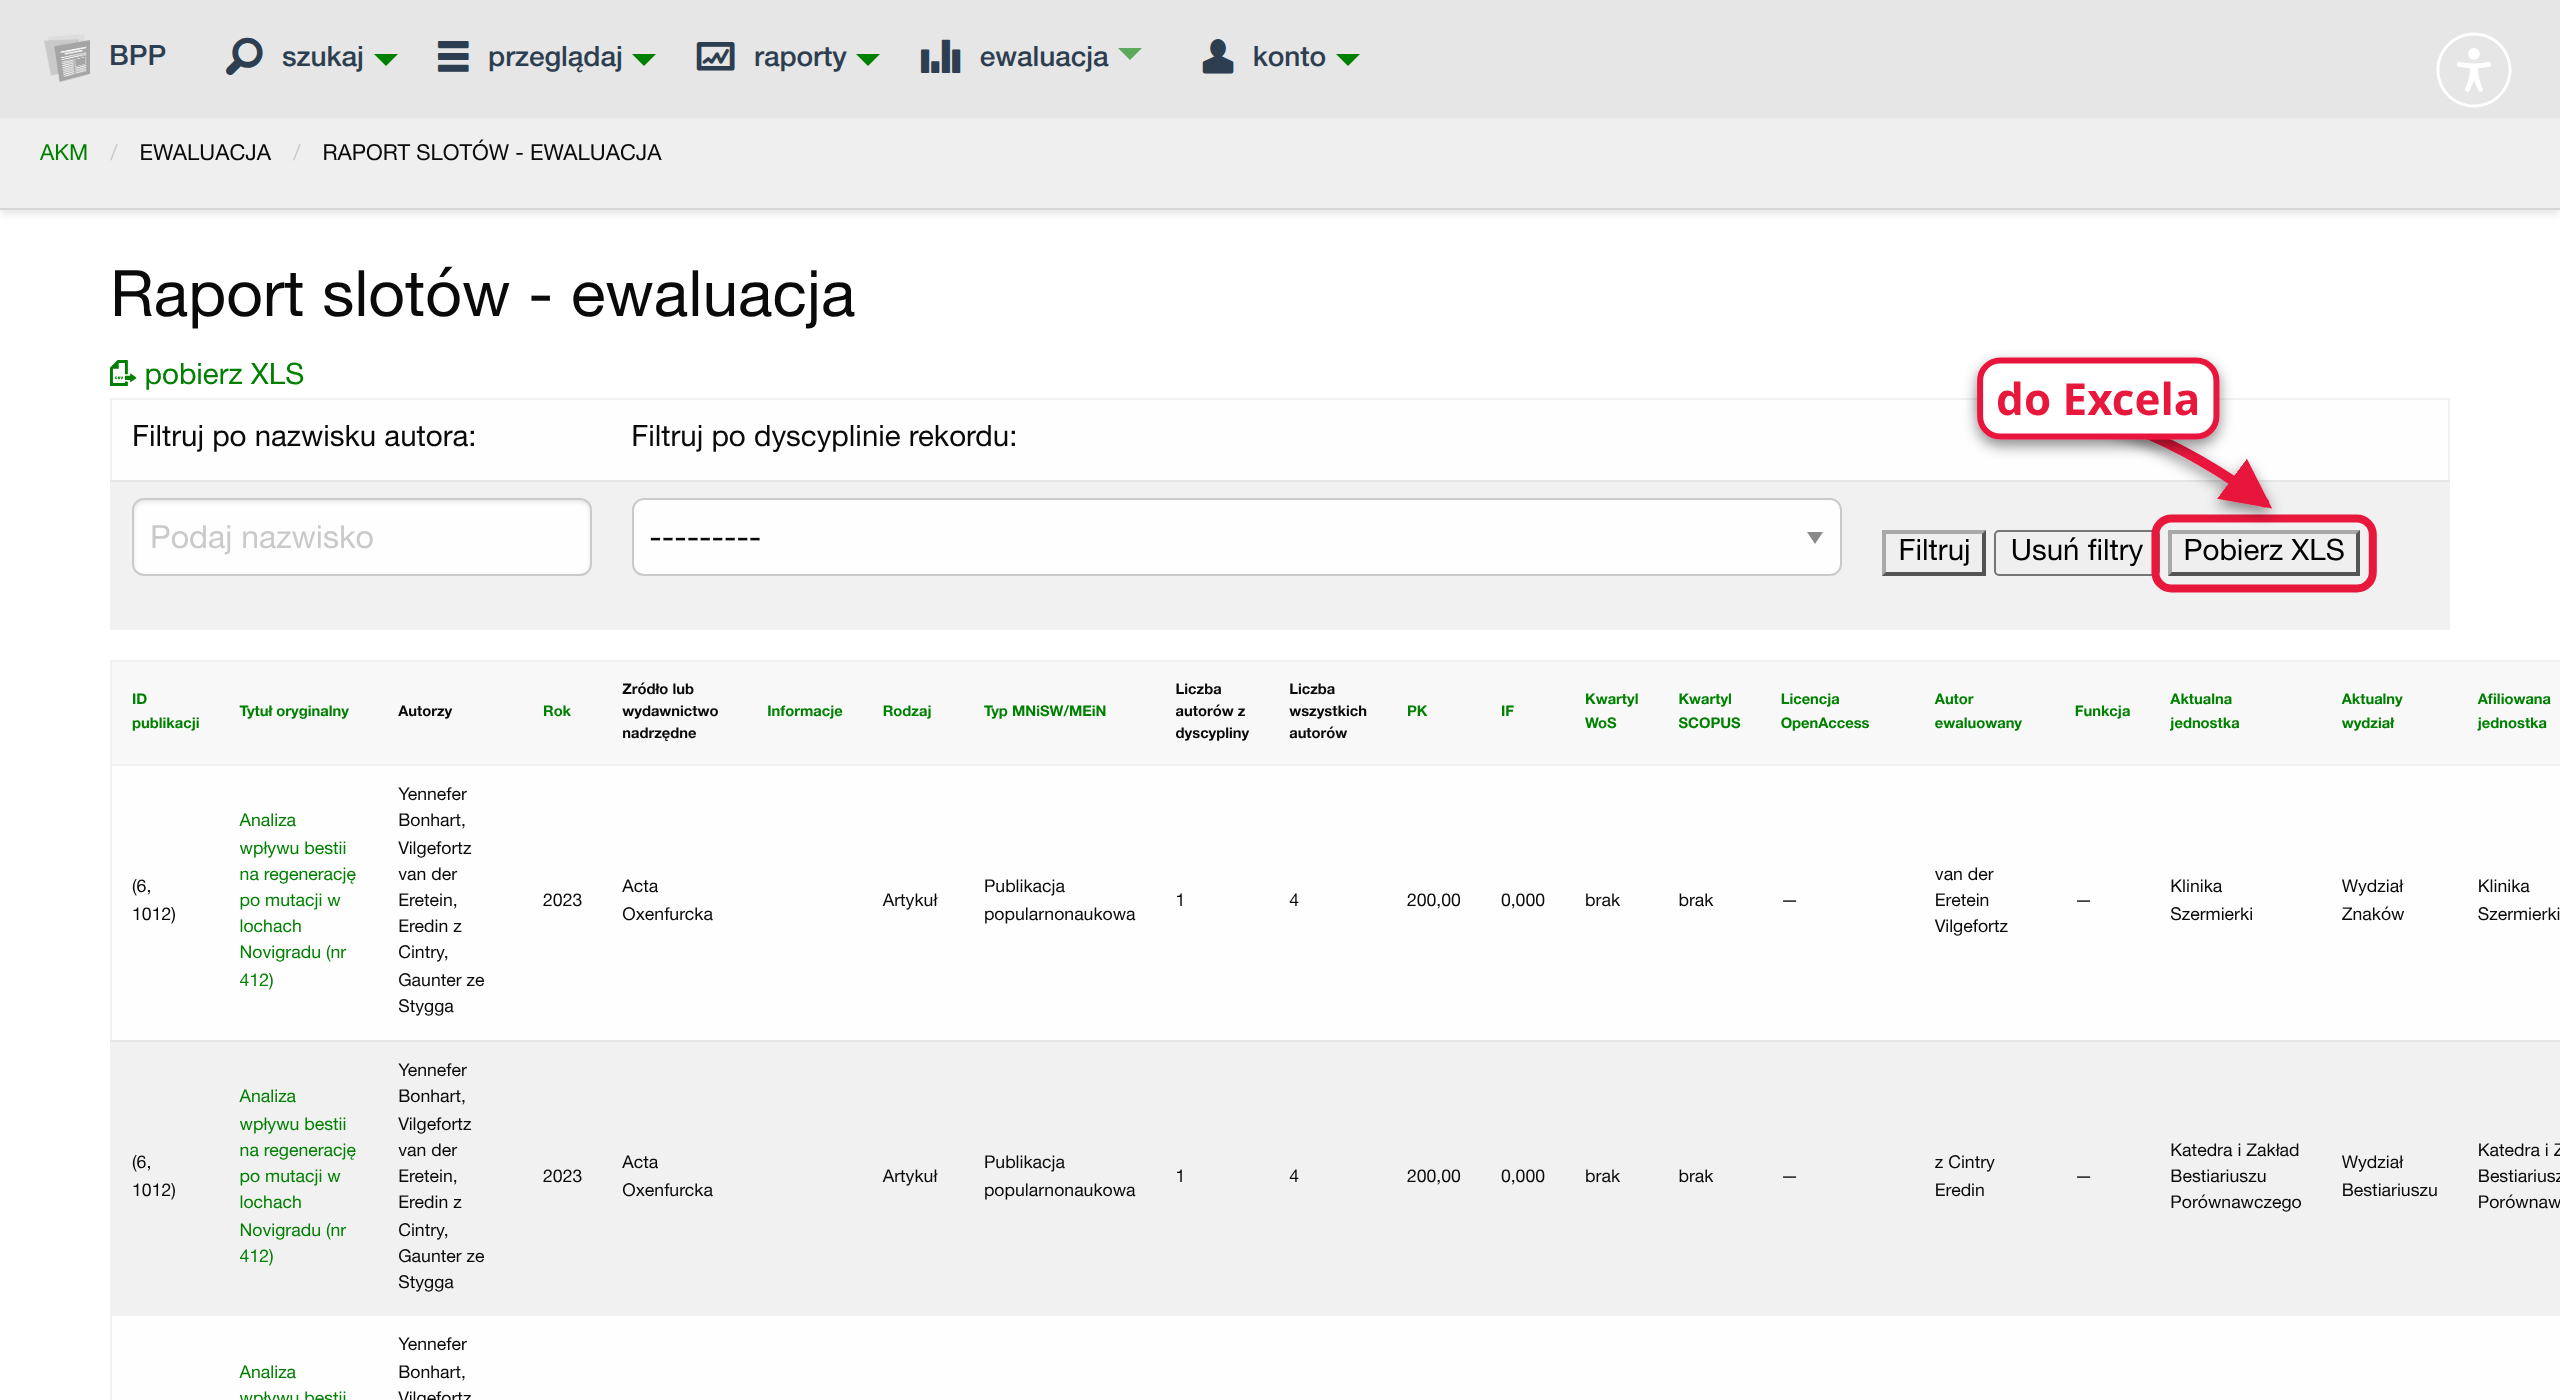 BPP szukaj przeglądaj raporty ewaluacja konto
AKM / EWALUACJA / RAPORT SLOTÓW - EWALUACJA
Raport slotów - ewaluacja
pobierz XLS
do Excela
Filtruj po nazwisku autora: Filtruj po dyscyplinie rekordu:
Podaj nazwisko --------- Filtruj Usuń filtry Pobierz XLS
ID
publikacji
Tytuł oryginalny
Autorzy
Rok
Zródło lub
wydawnictwo
nadrzędne
Informacje
Rodzaj
Typ MNiSW/MEiN
Liczba
autorów z
dyscypliny
Liczba
wszystkich
autorów
PK
IF
Kwartyl
WoS
Kwartyl
SCOPUS
Licencja
OpenAccess
Autor
ewaluowany
Funkcja
Aktualna
jednostka
Aktualny
wydział
Afiliowana
jednostka
(6,
1012)
Analiza
wpływu bestii
na regenerację
po mutacji w
lochach
Novigradu (nr
412)
Yennefer
Bonhart,
Vilgefortz
van der
Eretein,
Eredin z
Cintry,
Gaunter ze
Stygga
2023
Acta
Oxenfurcka
Artykuł
Publikacja
popularnonaukowa
1
4
200,00
0,000
brak
brak
—
van der
Eretein
Vilgefortz
—
Klinika
Szermierki
Wydział
Znaków
Klinika
Szermierki
(6,
1012)
Analiza
wpływu bestii
na regenerację
po mutacji w
lochach
Novigradu (nr
412)
Yennefer
Bonhart,
Vilgefortz
van der
Eretein,
Eredin z
Cintry,
Gaunter ze
Stygga
2023
Acta
Oxenfurcka
Artykuł
Publikacja
popularnonaukowa
1
4
200,00
0,000
brak
brak
—
z Cintry
Eredin
—
Katedra i Zakład
Bestiariuszu
Porównawczego
Wydział
Bestiariuszu
Katedra i Z
Bestiariusz
Porównaw
Analiza
wpływu bestii
Yennefer
Bonhart,
Vilgefortz